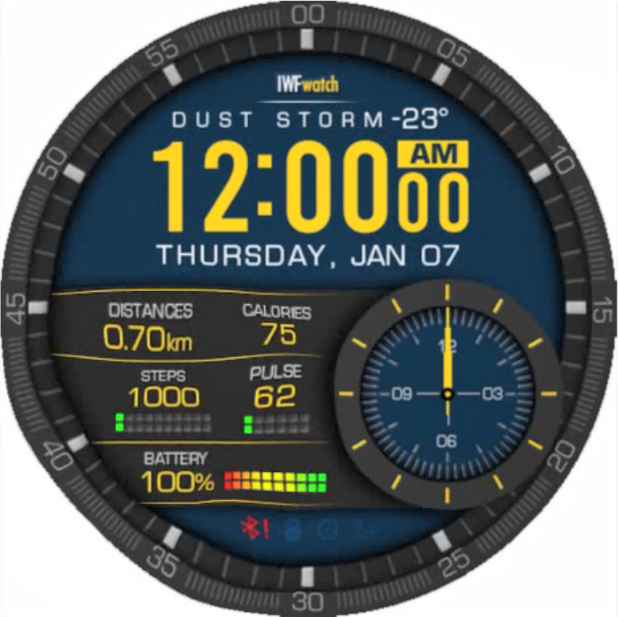 00
05
10
15
20
25
30
35
40
45
50
55
IWFwatch
DUST STORM -23°
12:00 00 AM
THURSDAY, JAN 07
DISTANCES
0.70km
CALORIES
75
STEPS
1000
PULSE
62
BATTERY
100%
!
12
03
06
09